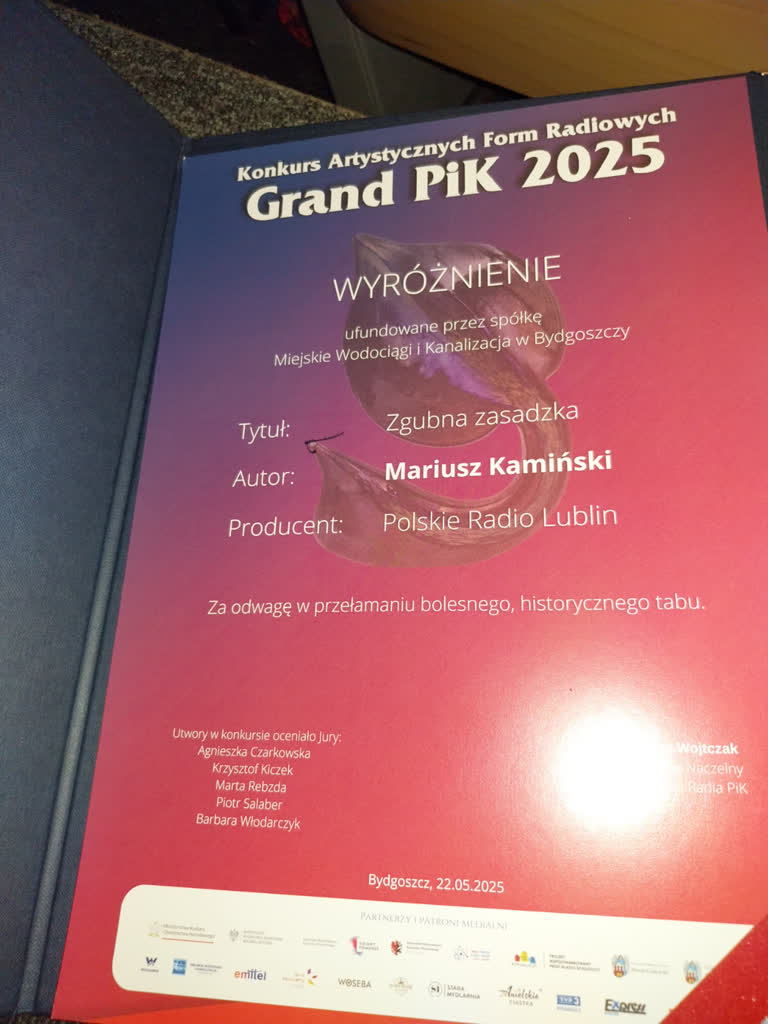 Konkurs Artystycznych Form Radiowych
Grand PiK 2025
WYRÓŻNIENIE
ufundowane przez spółkę
Miejskie Wodociągi i Kanalizacja w Bydgoszczy
Tytuł: Zgubna zasadzka
Autor: Mariusz Kamiński
Producent: Polskie Radio Lublin
Za odwagę w przełamaniu bolesnego, historycznego tabu.
Utwory w konkursie oceniało Jury:
Agnieszka Czarkowska
Krzysztof Kiczek
Marta Rebzda
Piotr Salaber
Barbara Włodarczyk
Wojtczak
Naczelny
Radia PiK
Bydgoszcz, 22.05.2025
PARTNERZY I PATRONI MEDIALNI
emitel
WOSEBA
STARA
MYDLARNIA
Anielskie
CIASTKA
TVP3
Express